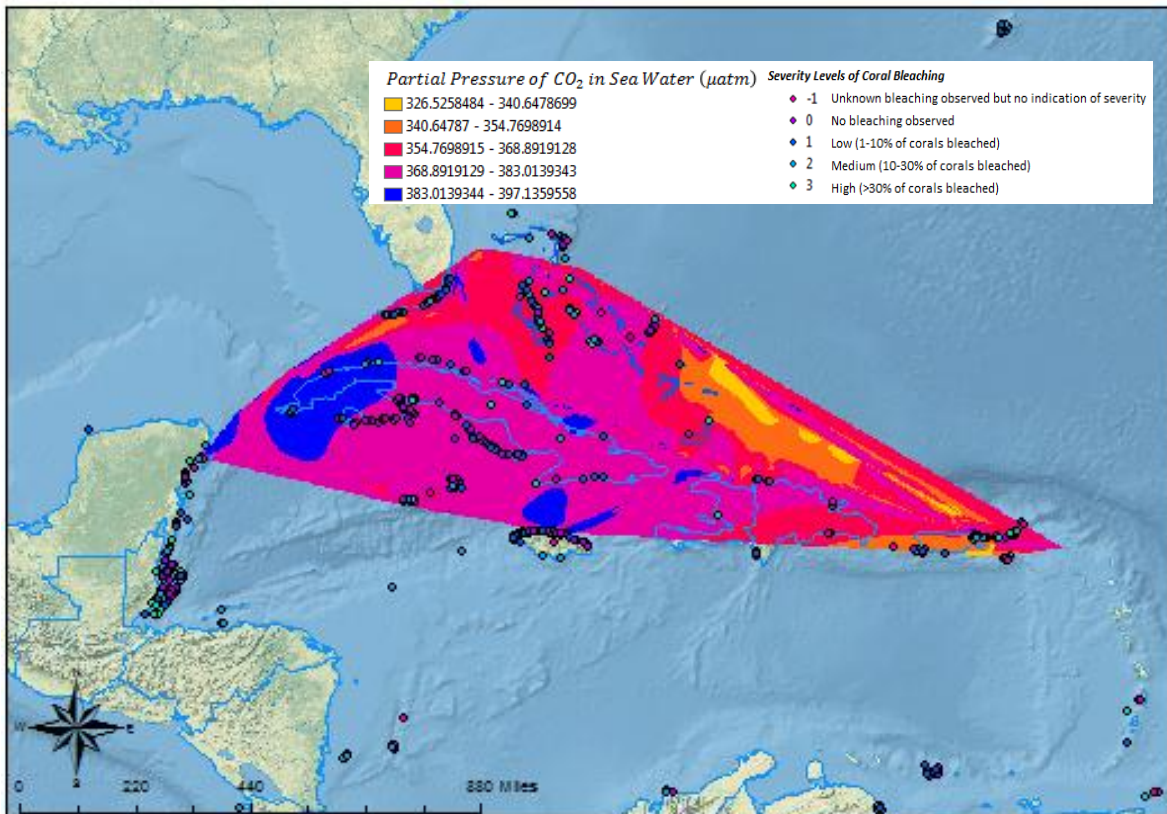 Partial Pressure of CO₂ in Sea Water (µatm)
326.5258484 - 340.6478699
340.64787 - 354.7698914
354.7698915 - 368.8919128
368.8919129 - 383.0139343
383.0139344 - 397.1359558
Severity Levels of Coral Bleaching
-1 Unknown bleaching observed but no indication of severity
0 No bleaching observed
1 Low (1-10% of corals bleached)
2 Medium (10-30% of corals bleached)
3 High (>30% of corals bleached)
W E
S
0 220 440 880 Miles